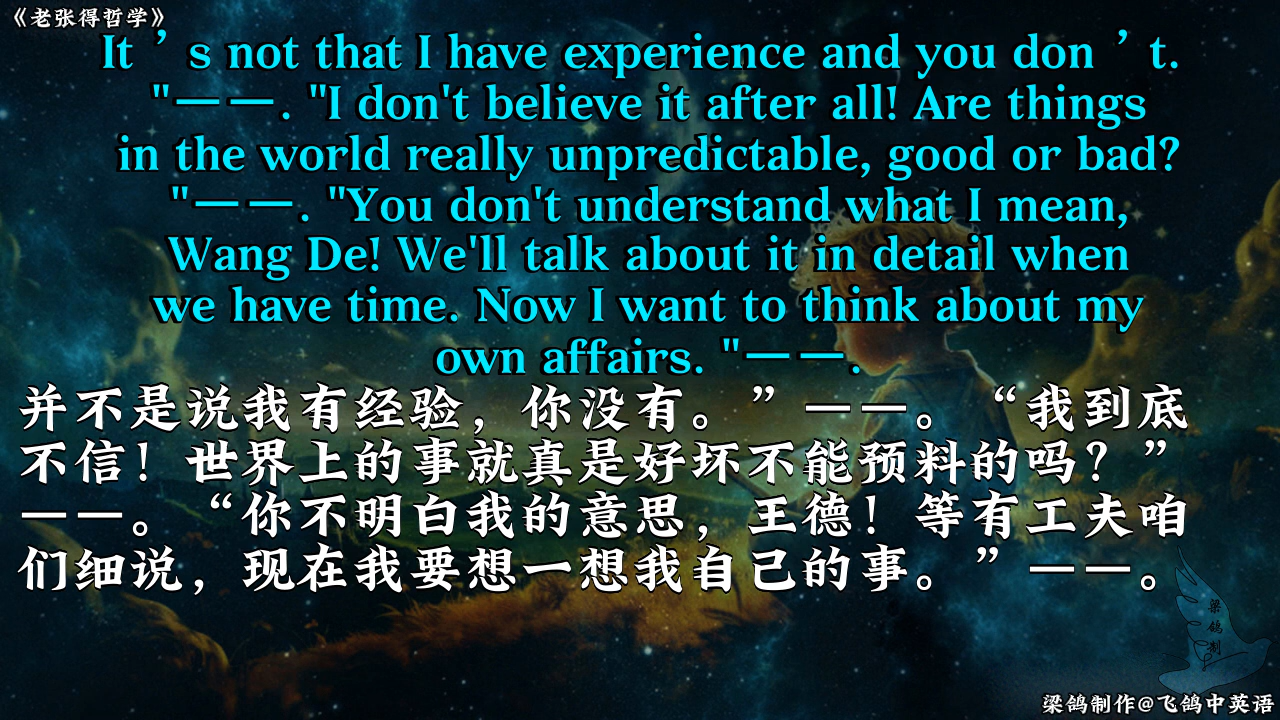 《老张得哲学》
It ’ s not that I have experience and you don ’ t.
"——. "I don't believe it after all! Are things
in the world really unpredictable, good or bad?
"——. "You don't understand what I mean,
Wang De! We'll talk about it in detail when
we have time. Now I want to think about my
own affairs. "——.
并不是说我有经验，你没有。”——。“我到底
不信！世界上的事就真是好坏不能预料的吗？”
——。“你不明白我的意思，王德！等有工夫咱
们细说，现在我要想一想我自己的事。”——。
梁鸽制
梁鸽制作@飞鸽中英语